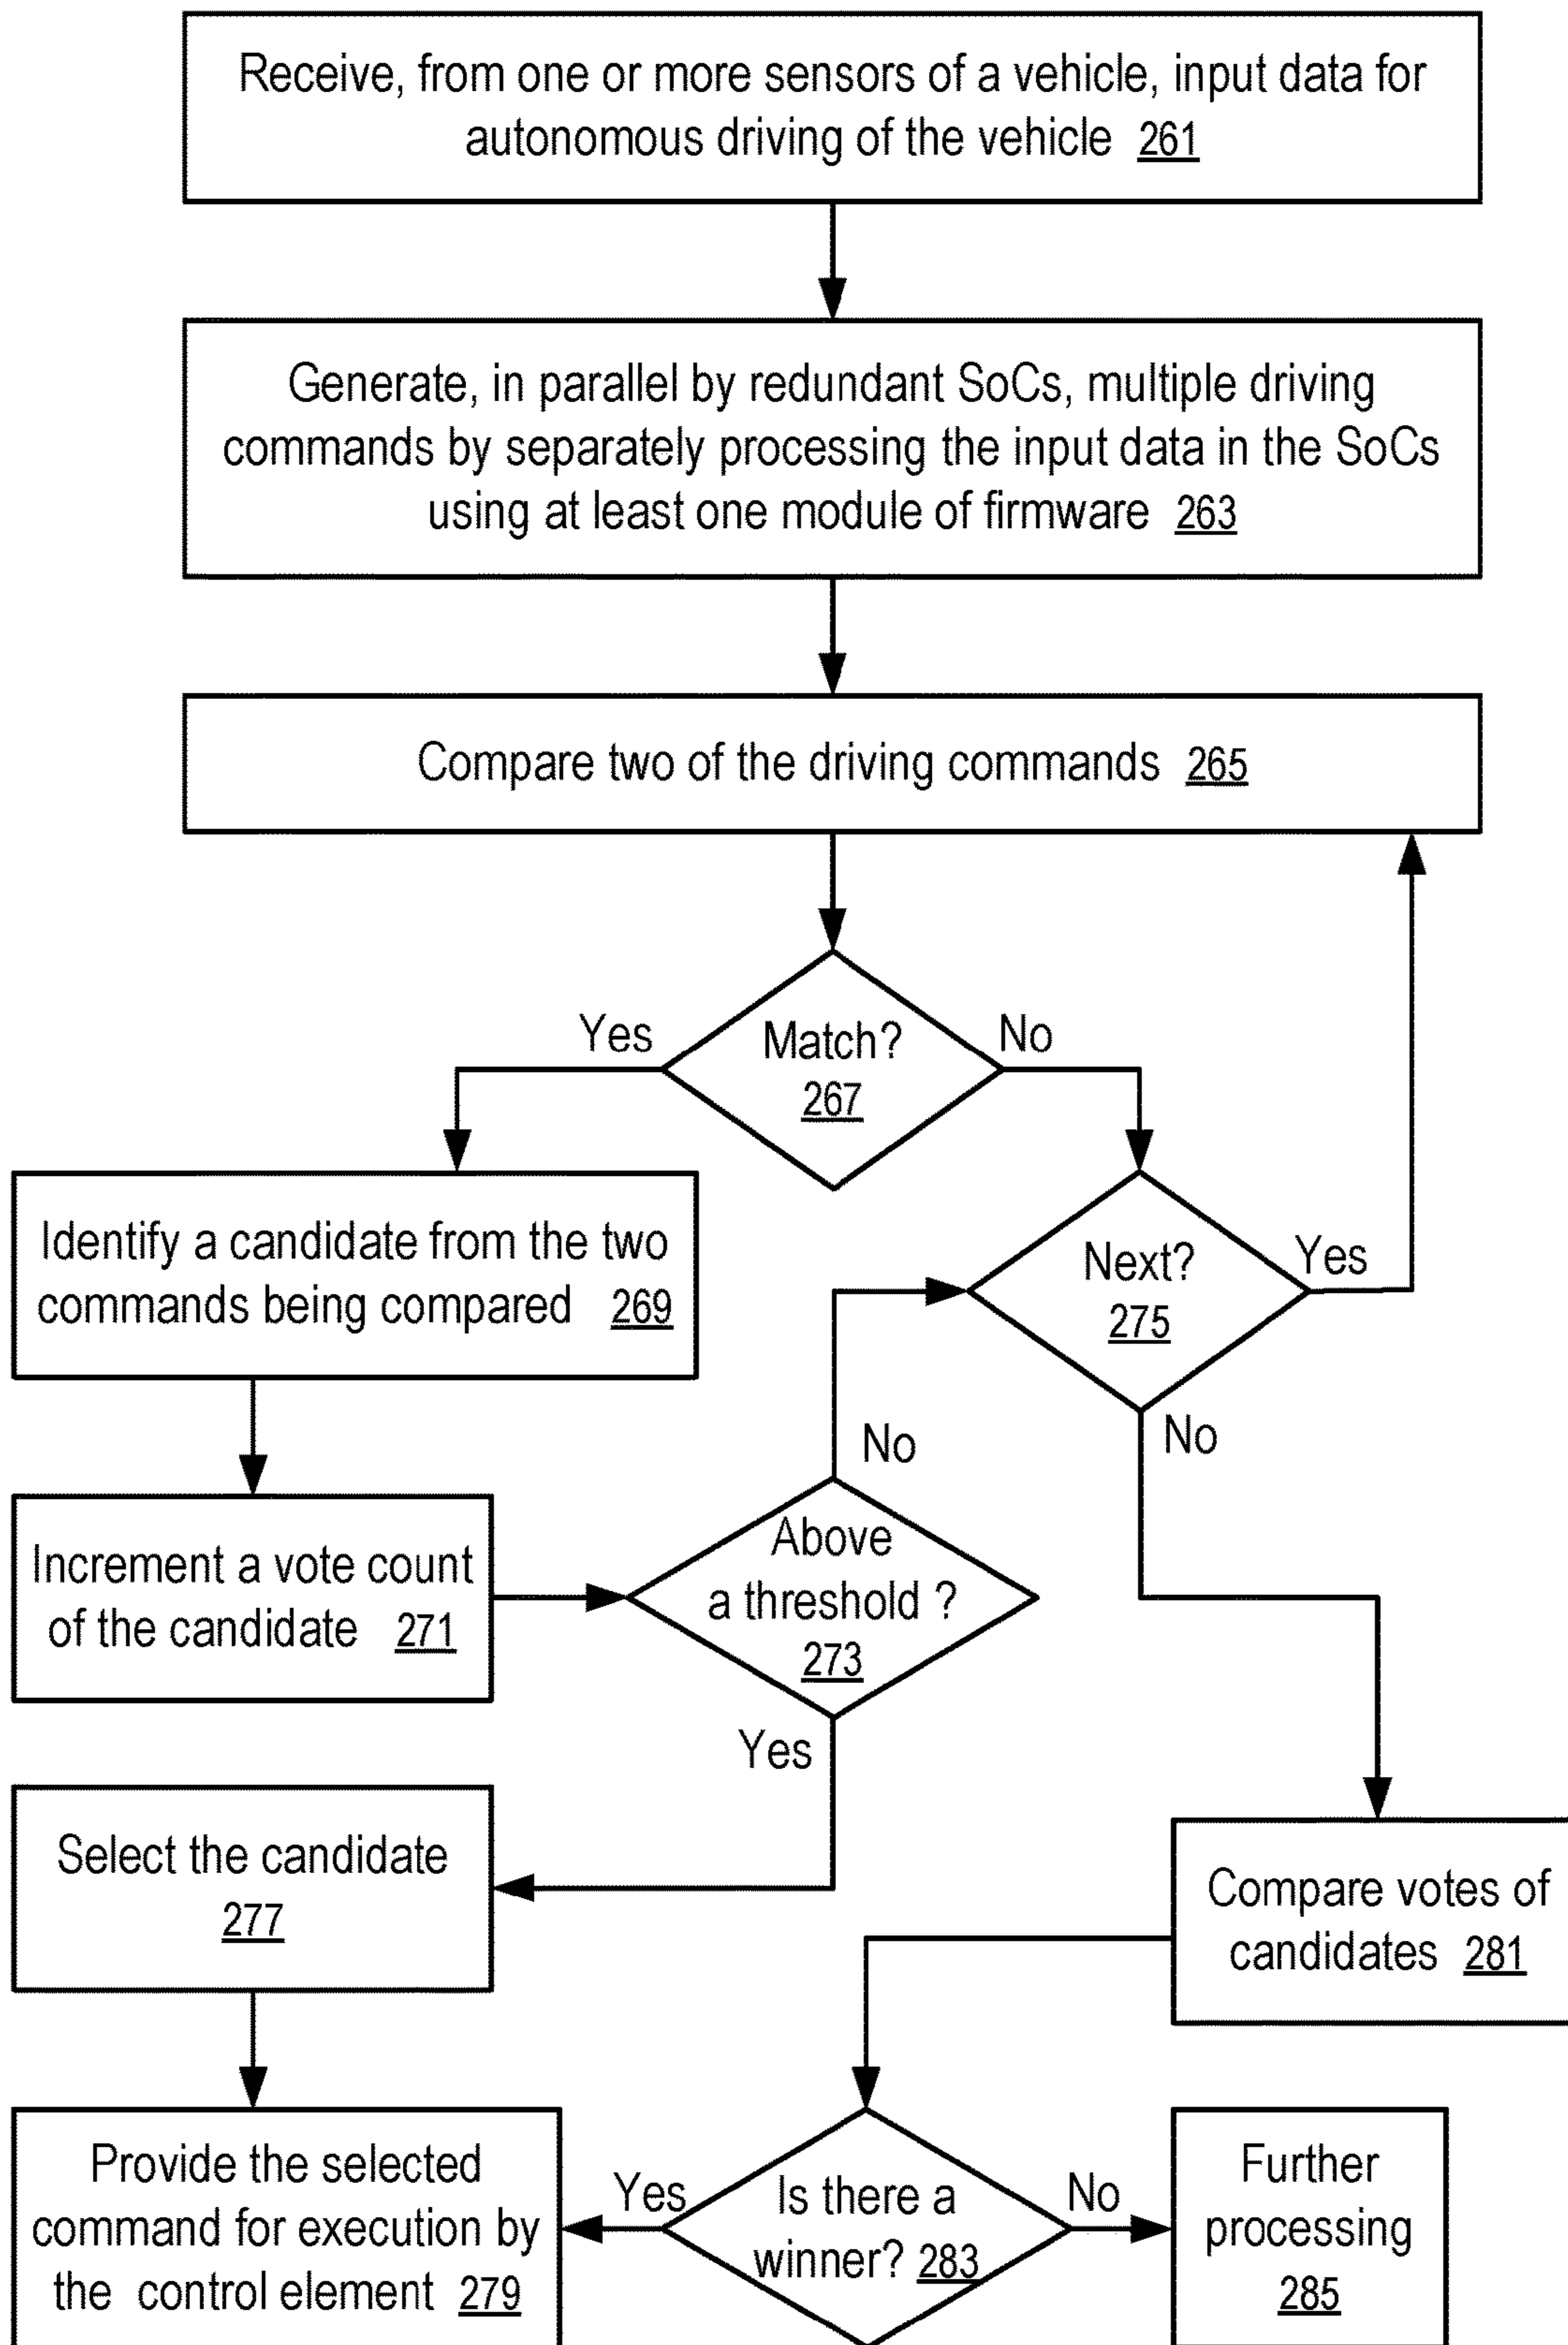 Receive, from one or more sensors of a vehicle, input data for
autonomous driving of the vehicle 261
Generate, in parallel by redundant SoCs, multiple driving
commands by separately processing the input data in the SoCs
using at least one module of firmware 263
Compare two of the driving commands 265
Yes
Match?
267
No
Identify a candidate from the two
commands being compared 269
Next?
275
Yes
No
No
Increment a vote count
of the candidate 271
Above
a threshold ?
273
Yes
Select the candidate
277
Compare votes of
candidates 281
Provide the selected
command for execution by
the control element 279
Yes
Is there a
winner? 283
No
Further
processing
285